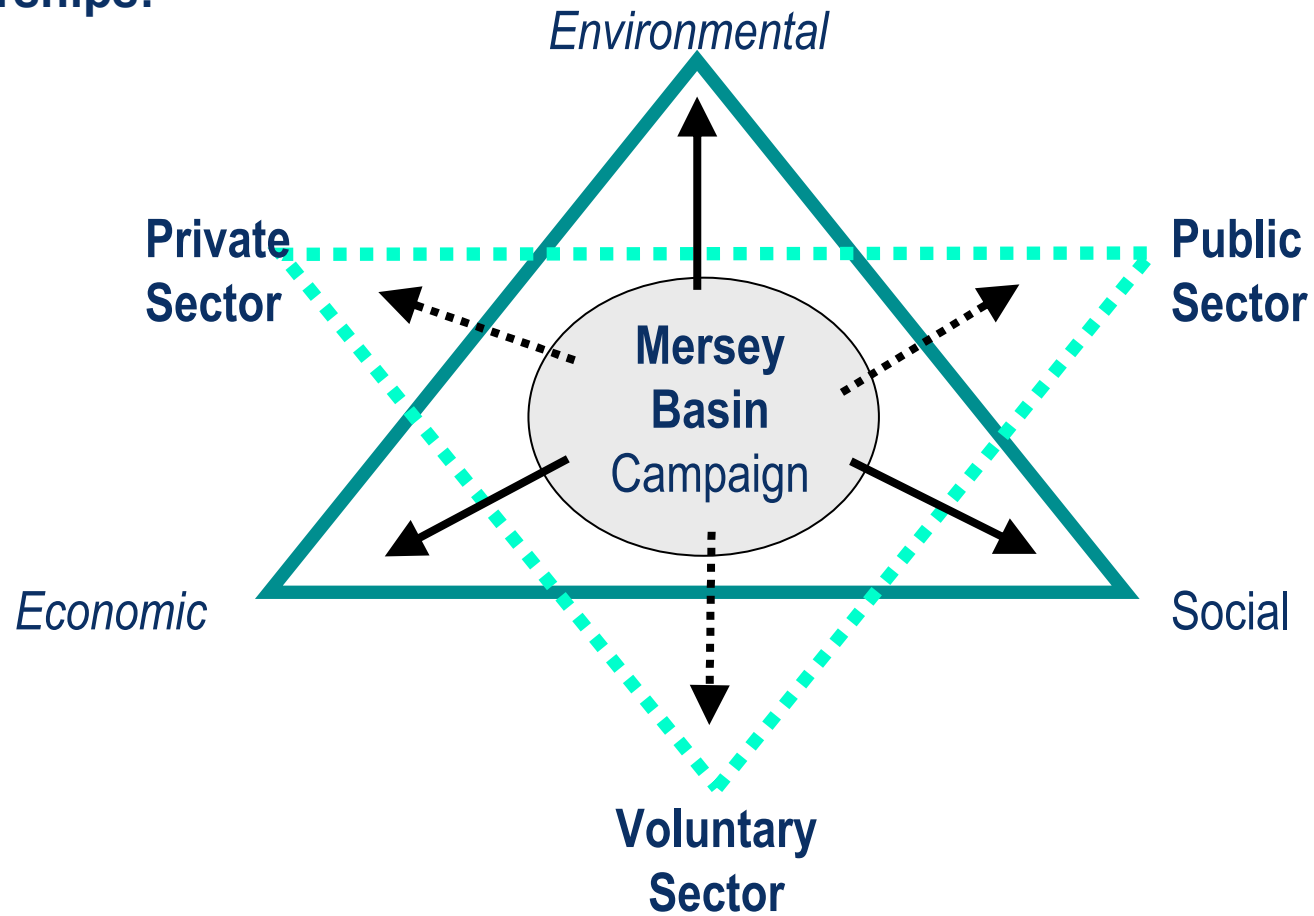 Environmental
Private
Sector
Public
Sector
Mersey
Basin
Campaign
Economic
Social
Voluntary
Sector